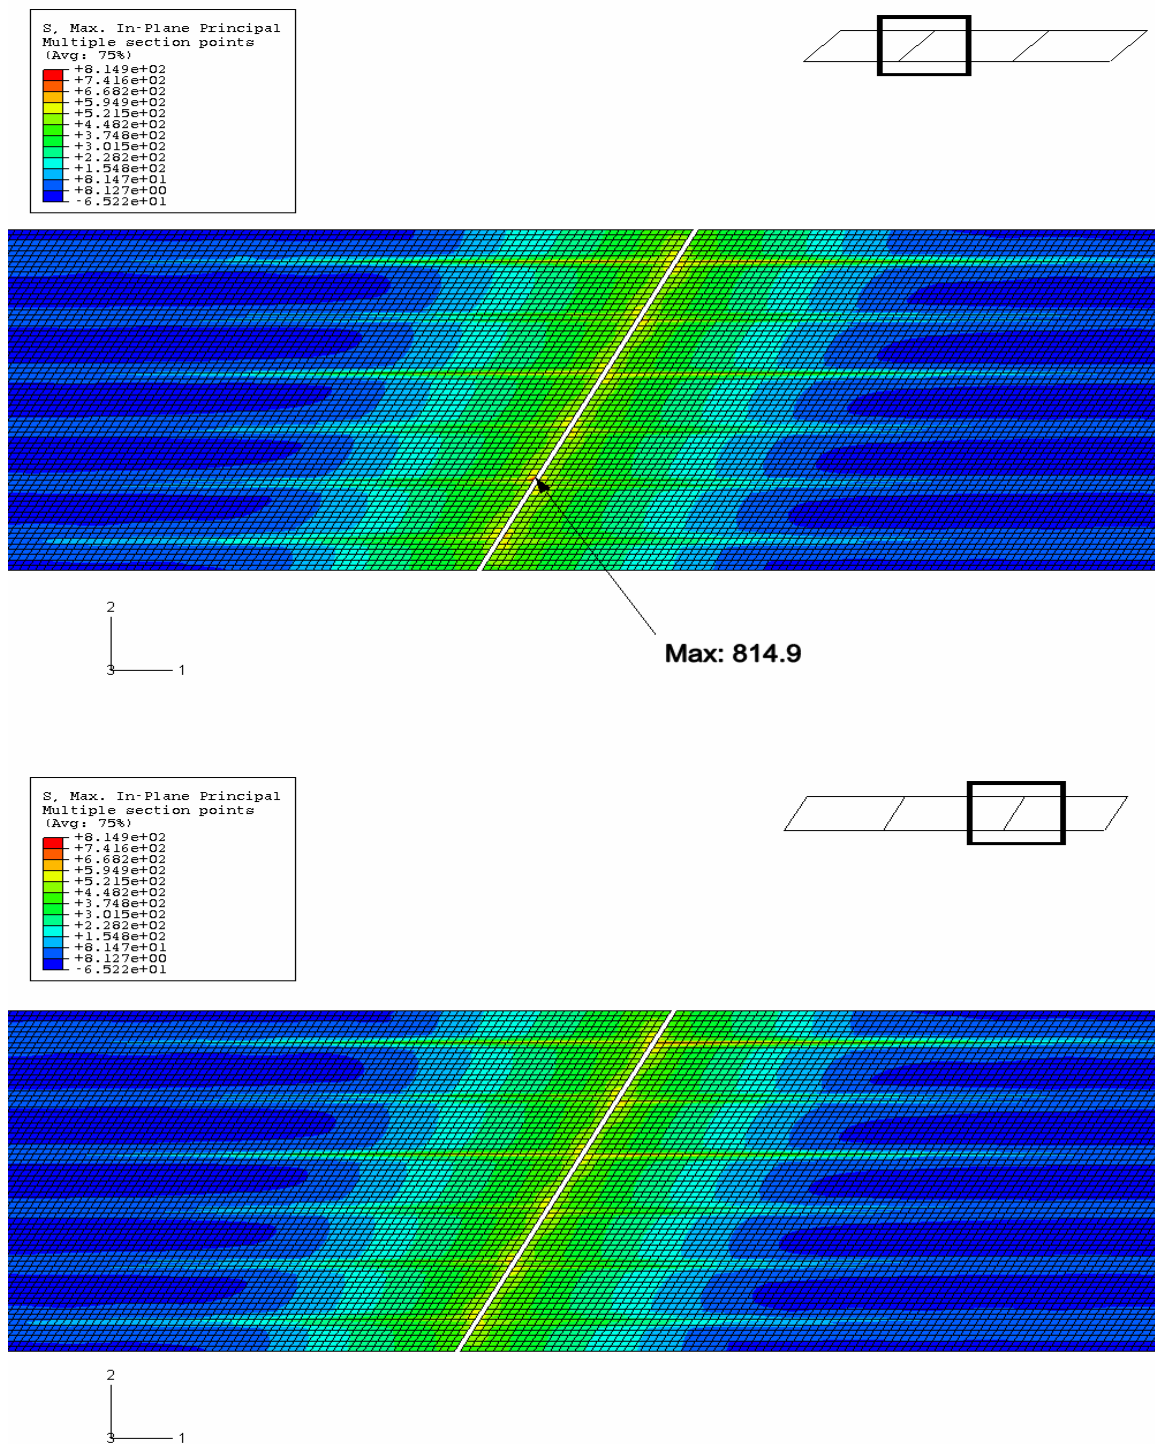 S, Max. In-Plane Principal
Multiple section points
(Avg: 75%)
+8.149e+02
+7.416e+02
+6.682e+02
+5.949e+02
+5.215e+02
+4.482e+02
+3.748e+02
+3.015e+02
+2.282e+02
+1.548e+02
+8.147e+01
+8.127e+00
-6.522e+01
2
3
1
Max: 814.9
S, Max. In-Plane Principal
Multiple section points
(Avg: 75%)
+8.149e+02
+7.416e+02
+6.682e+02
+5.949e+02
+5.215e+02
+4.482e+02
+3.748e+02
+3.015e+02
+2.282e+02
+1.548e+02
+8.147e+01
+8.127e+00
-6.522e+01
2
3
1